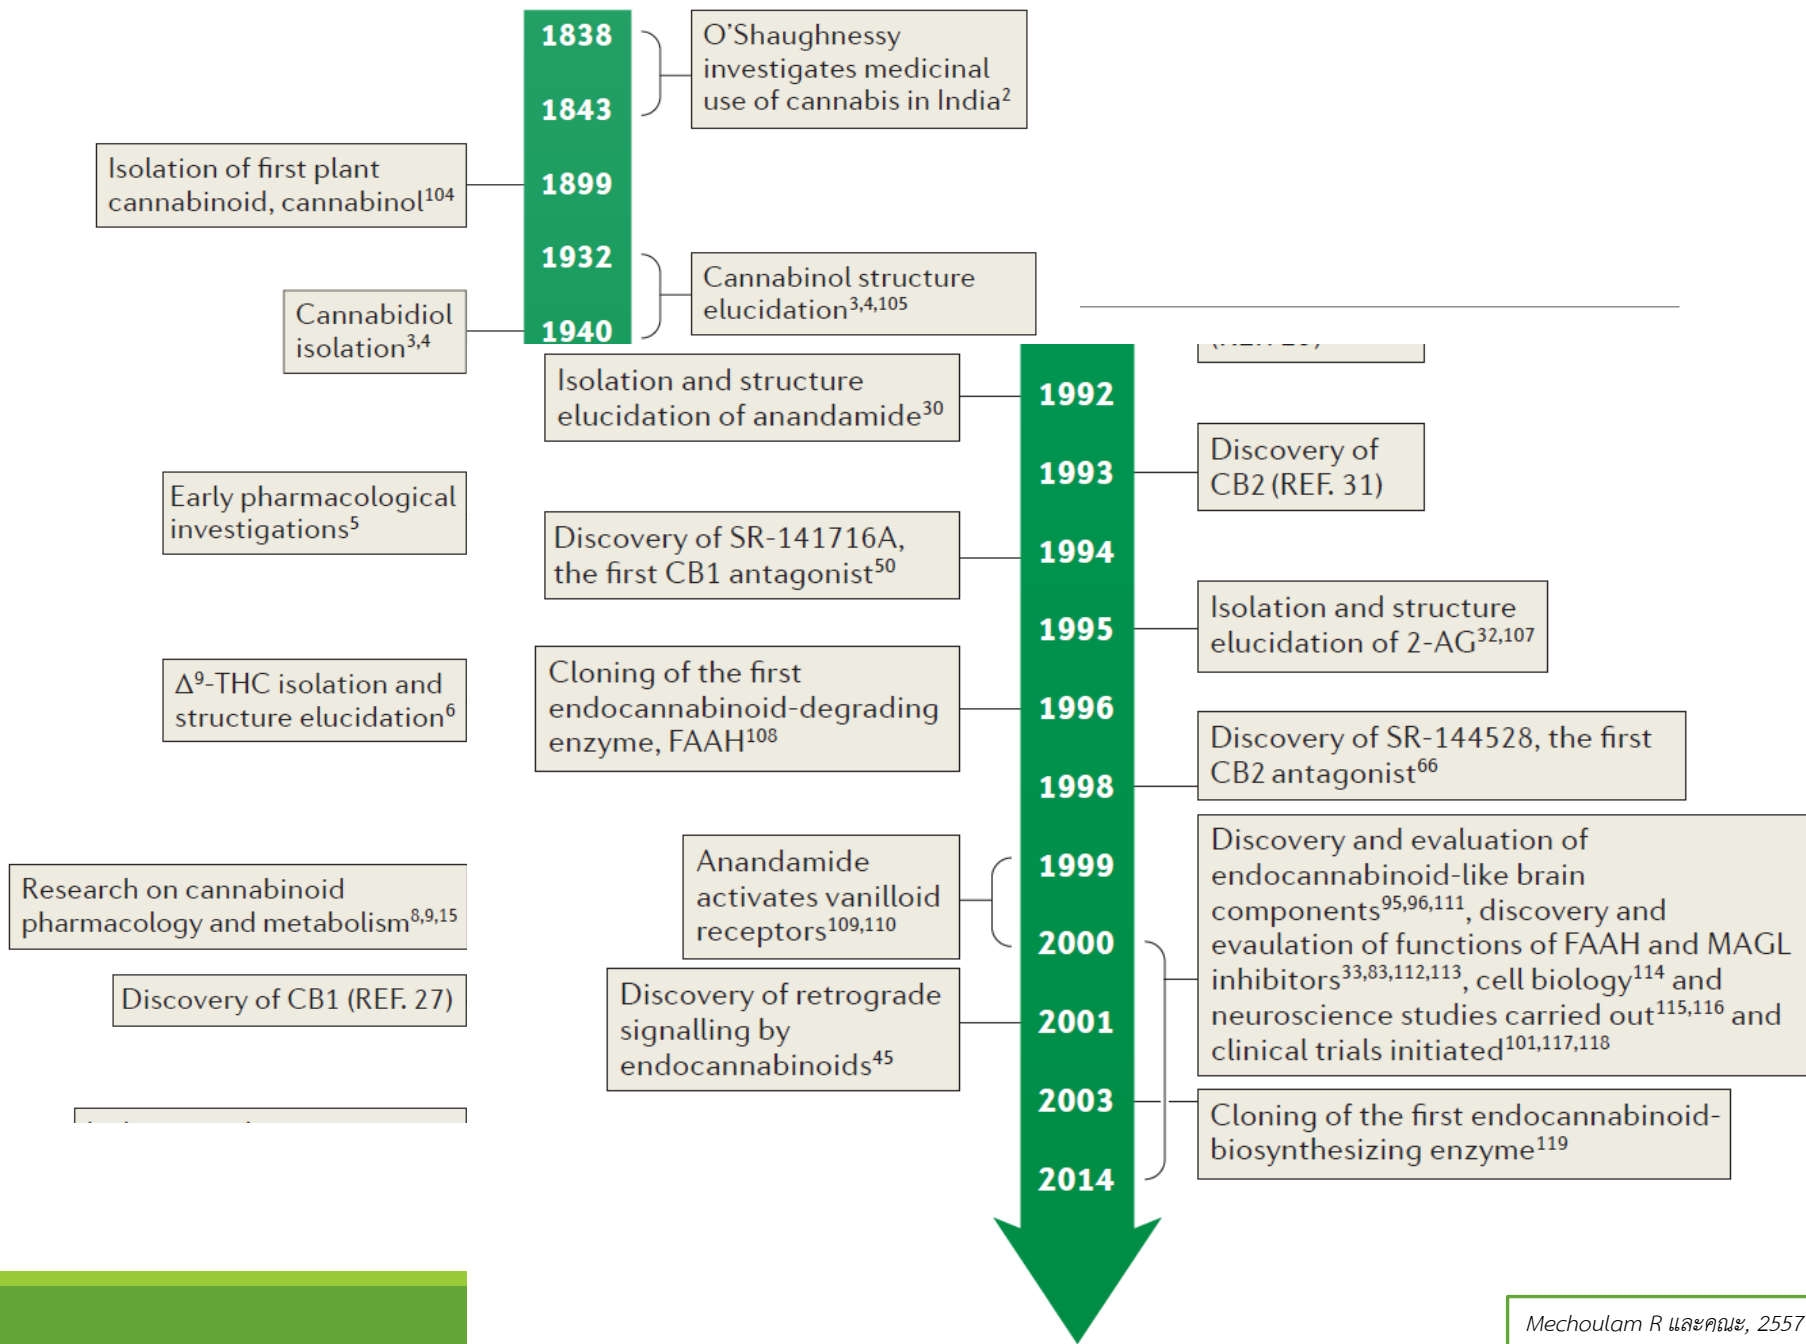 1838
O'Shaughnessy
investigates medicinal
use of cannabis in India2
1843
Isolation of first plant
cannabinoid, cannabinol104
1899
1932
Cannabinol structure
elucidation3,4,105
Cannabidiol
isolation3,4
1940
Isolation and structure
elucidation of anandamide30
1992
1993
Discovery of
CB2 (REF. 31)
Early pharmacological
investigations5
Discovery of SR-141716A,
the first CB1 antagonist50
1994
1995
Isolation and structure
elucidation of 2-AG32,107
Δ9-THC isolation and
structure elucidation6
Cloning of the first
endocannabinoid-degrading
enzyme, FAAH108
1996
Discovery of SR-144528, the first
CB2 antagonist66
1998
Research on cannabinoid
pharmacology and metabolism8,9,15
Anandamide
activates vanilloid
receptors109,110
1999
2000
Discovery and evaluation of
endocannabinoid-like brain
components95,96,111, discovery and
evaulation of functions of FAAH and MAGL
inhibitors33,83,112,113, cell biology114 and
neuroscience studies carried out115,116 and
clinical trials initiated101,117,118
Discovery of CB1 (REF. 27)
Discovery of retrograde
signalling by
endocannabinoids45
2001
2003
Cloning of the first endocannabinoid-
biosynthesizing enzyme119
2014
Mechoulam R และคณะ, 2557